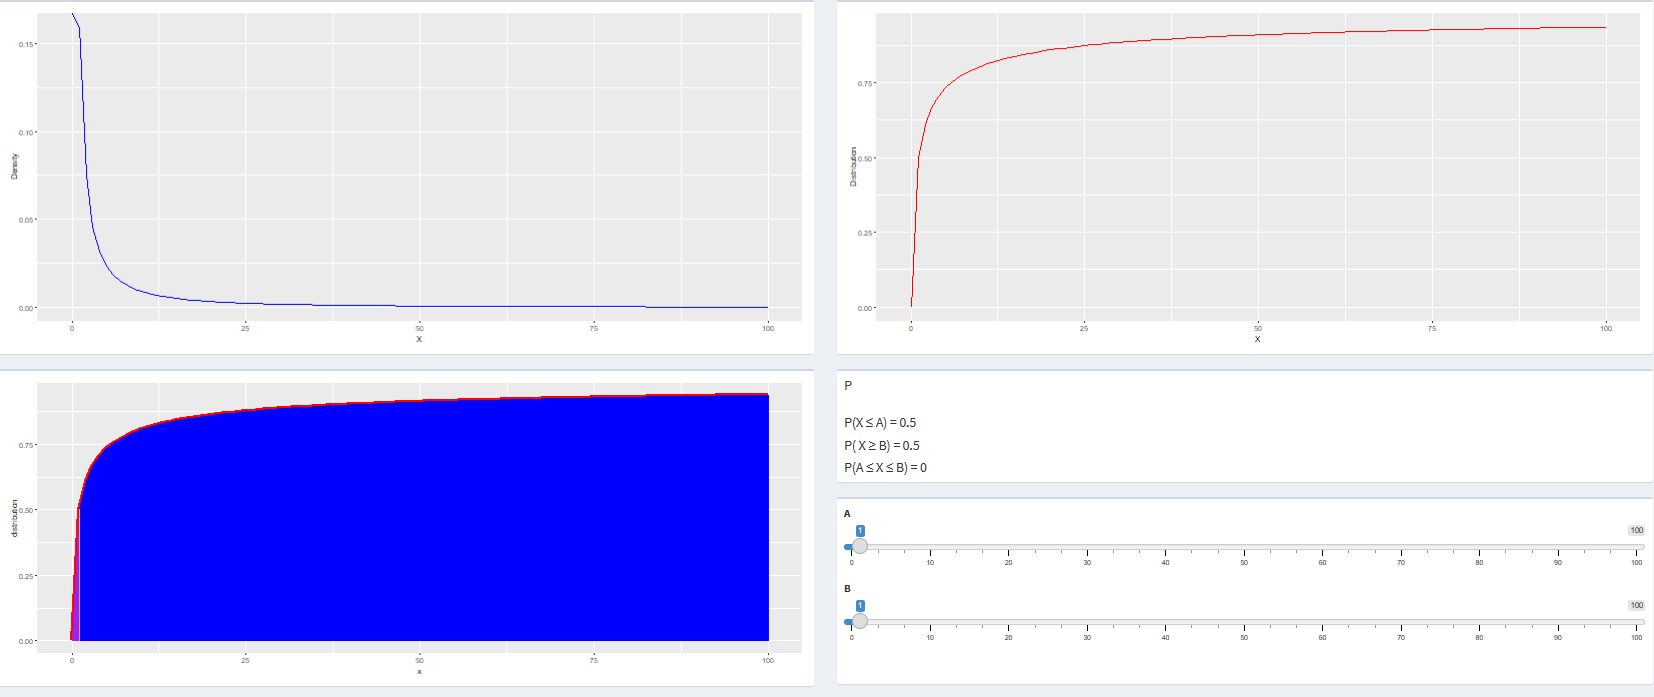 0.15
0.10
0.05
0.00
Density
0 25 50 75 100
X
0.75
0.50
0.25
0.00
Distribution
0 25 50 75 100
X
0.75
0.50
0.25
0.00
distribution
0 25 50 75 100
x
P
P(X ≤ A) = 0.5
P( X ≥ B) = 0.5
P(A ≤ X ≤ B) = 0
A
1 100
0 10 20 30 40 50 60 70 80 90 100
B
1 100
0 10 20 30 40 50 60 70 80 90 100